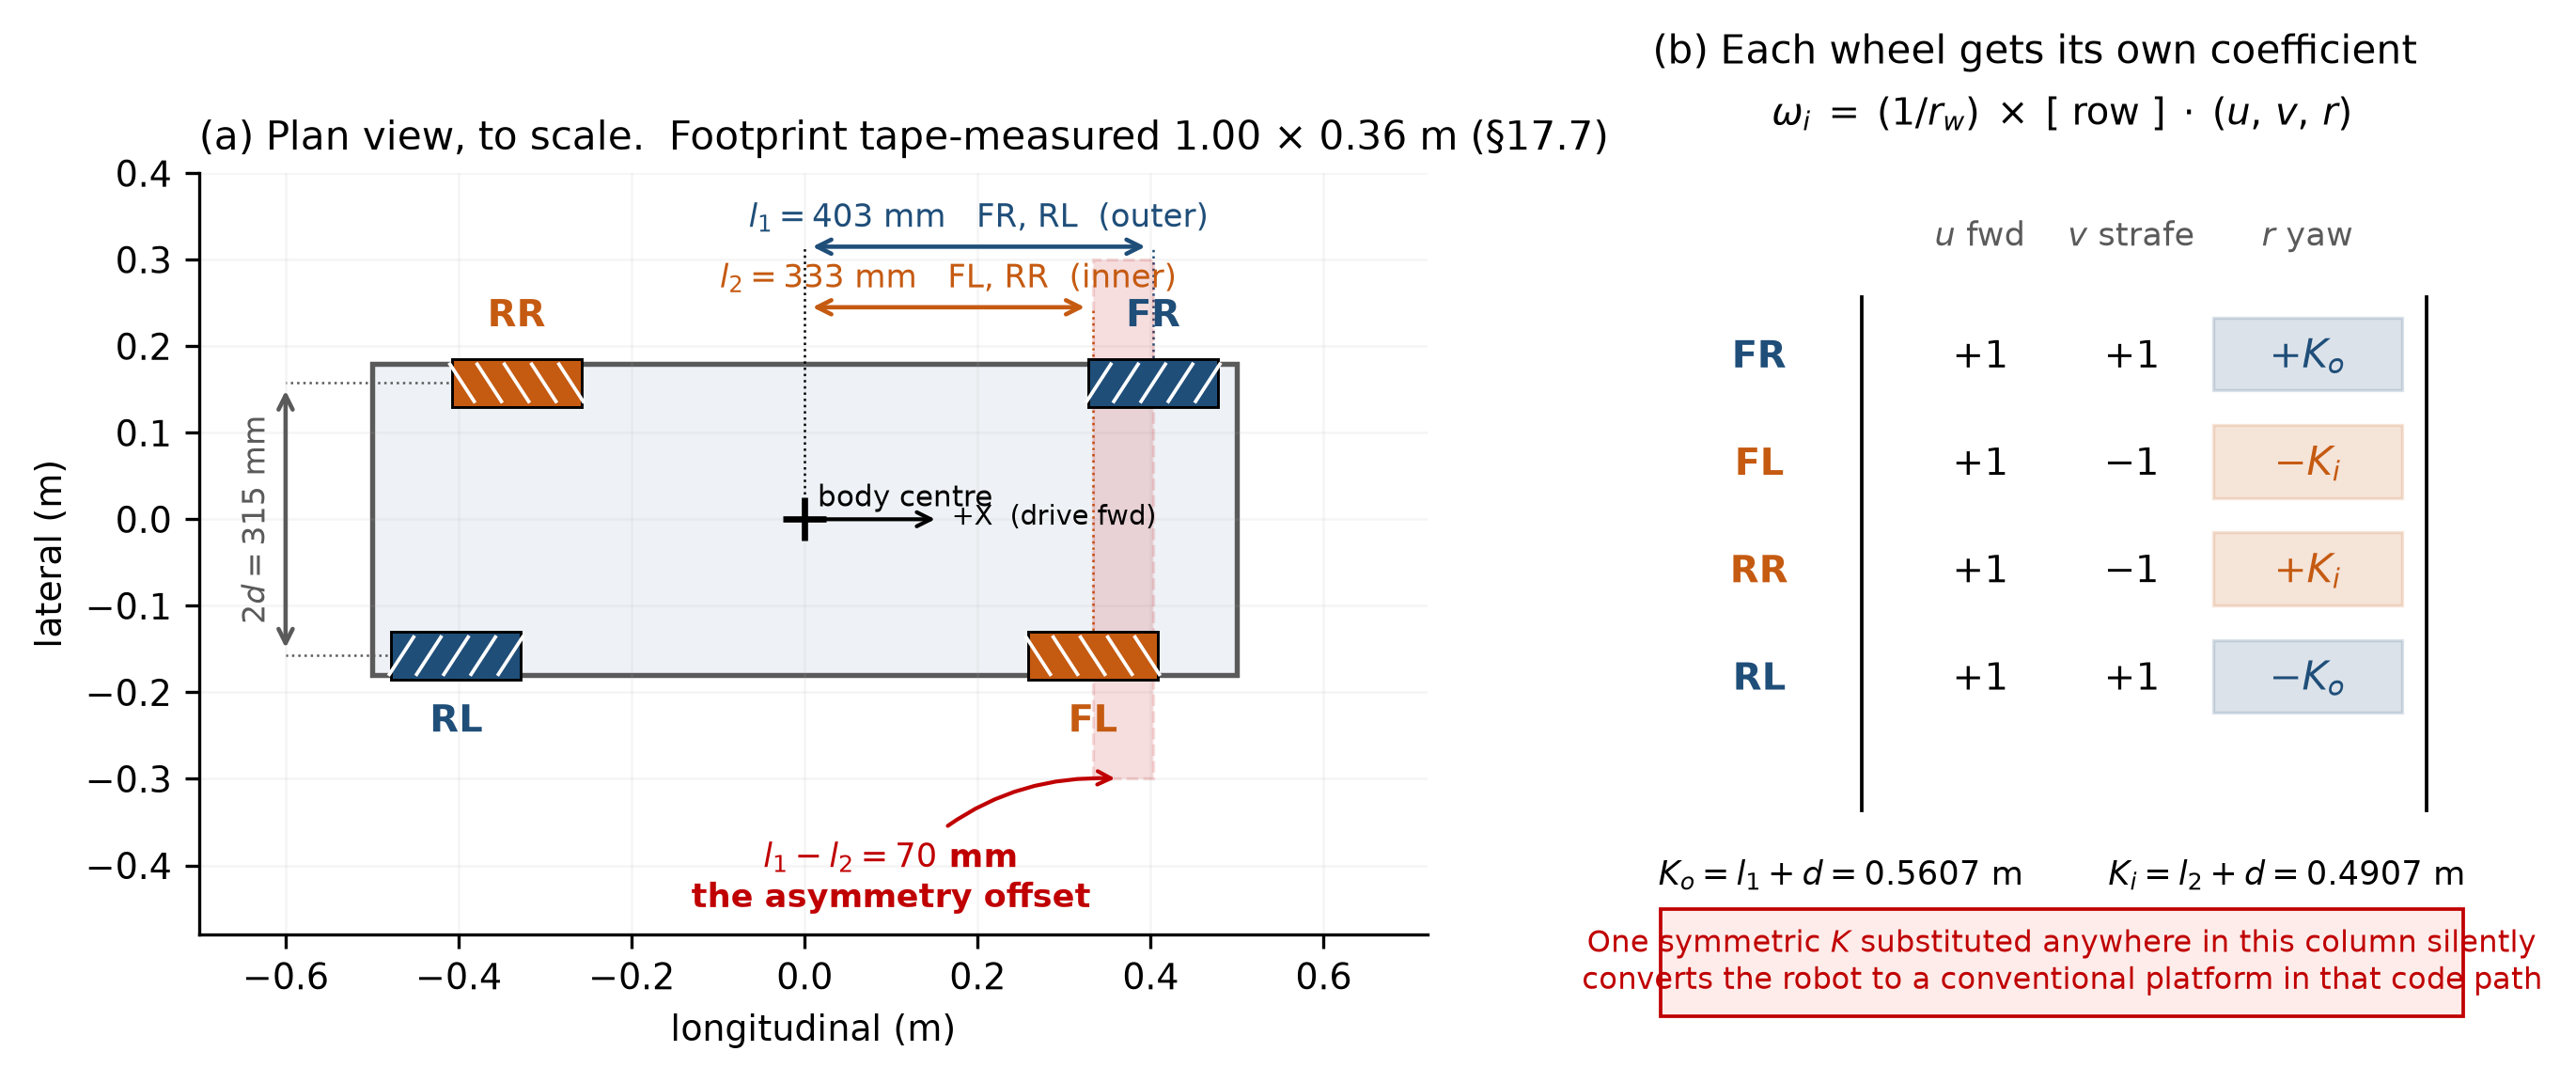 (a) Plan view, to scale.  Footprint tape-measured 1.00 × 0.36 m (§17.7)
0.4
0.3
0.2
0.1
0.0
−0.1
−0.2
−0.3
−0.4
lateral (m)
−0.6
−0.4
−0.2
0.0
0.2
0.4
0.6
longitudinal (m)
l₁ = 403 mm   FR, RL  (outer)
l₂ = 333 mm   FL, RR  (inner)
RR
FR
2d = 315 mm
body centre
+X  (drive fwd)
RL
FL
l₁ − l₂ = 70 mm
the asymmetry offset
(b) Each wheel gets its own coefficient
ωᵢ = (1/r_w) × [ row ] · (u, v, r)
u fwd   v strafe   r yaw
FR   +1   +1   +Kₒ
FL   +1   −1   −Kᵢ
RR   +1   −1   +Kᵢ
RL   +1   +1   −Kₒ
Kₒ = l₁ + d = 0.5607 m   Kᵢ = l₂ + d = 0.4907 m
One symmetric K substituted anywhere in this column silently
converts the robot to a conventional platform in that code path